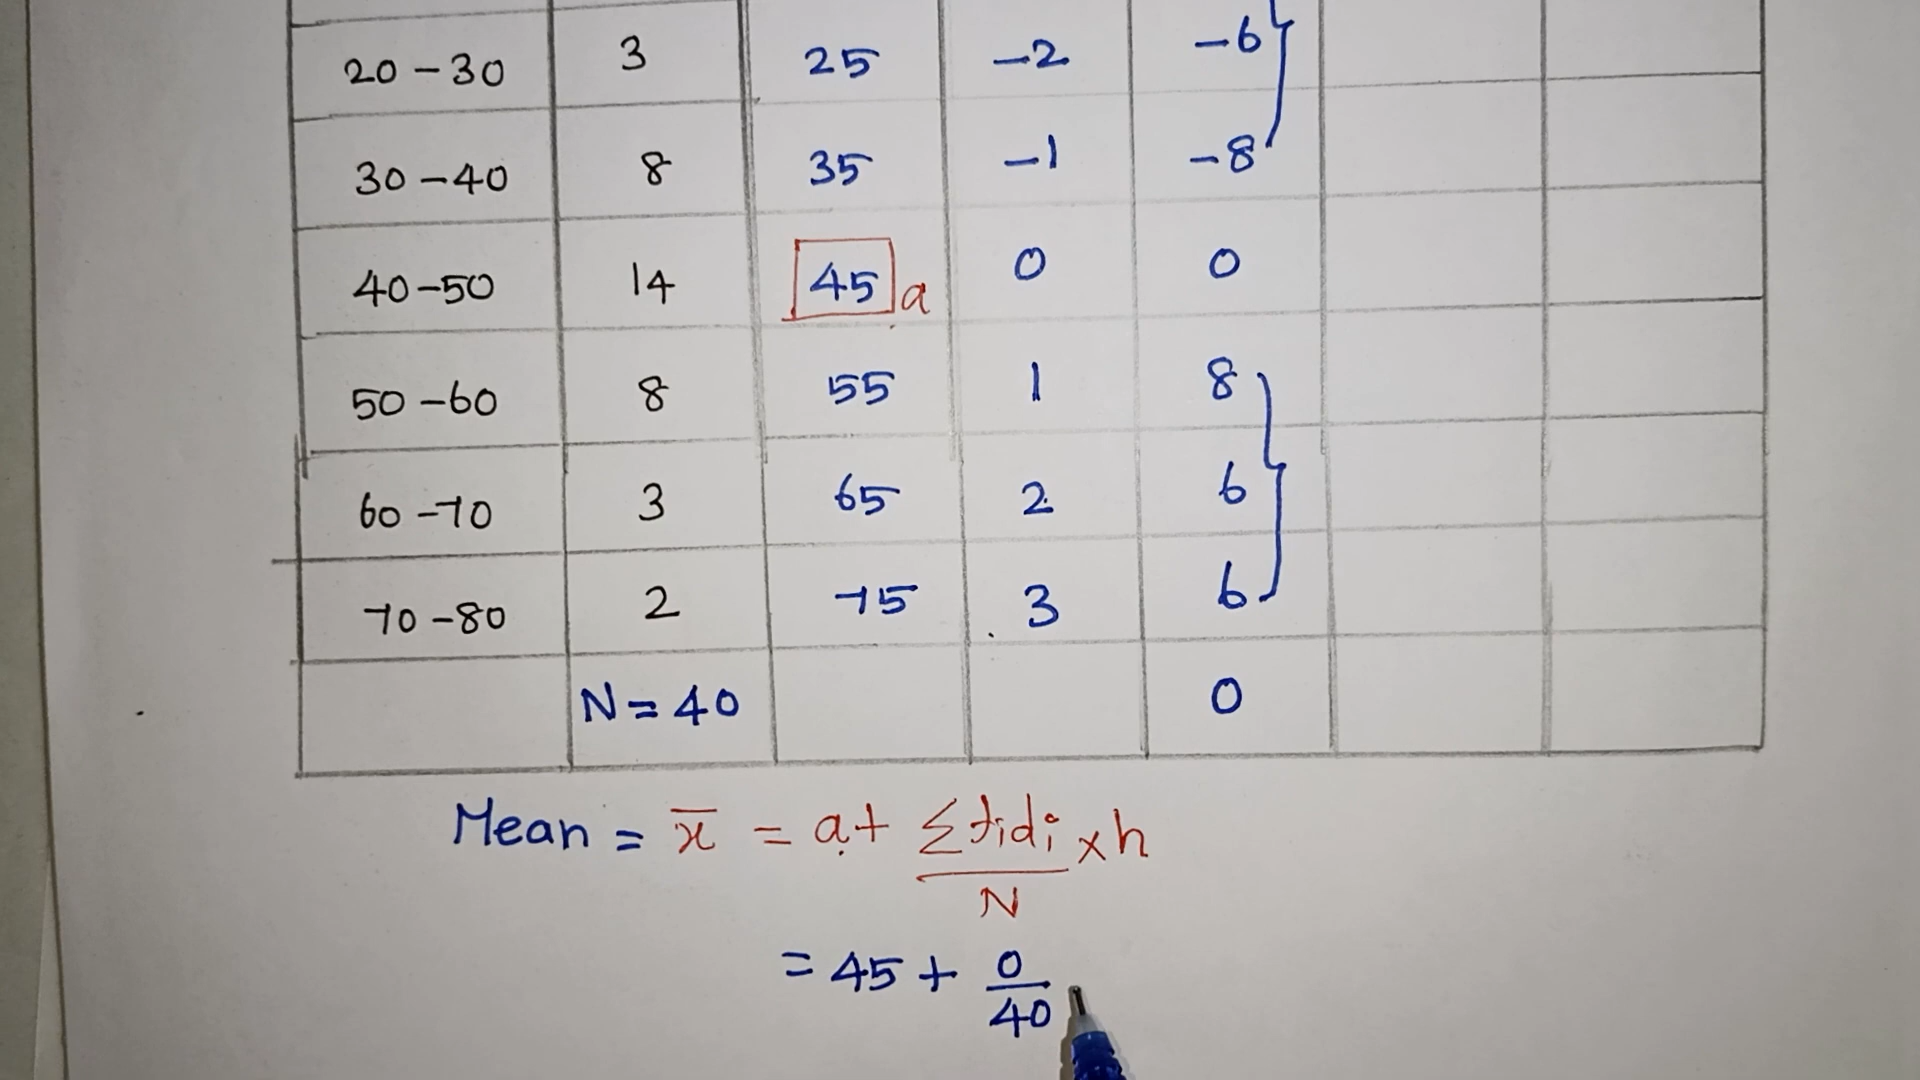 20-30 3 25 -2 -6
30-40 8 35 -1 -8
40-50 14 45 a 0 0
50-60 8 55 1 8
60-70 3 65 2 6
70-80 2 75 3 6
N=40 0
Mean = x̄ = a + Σfidi/N × h
= 45 + 0/40